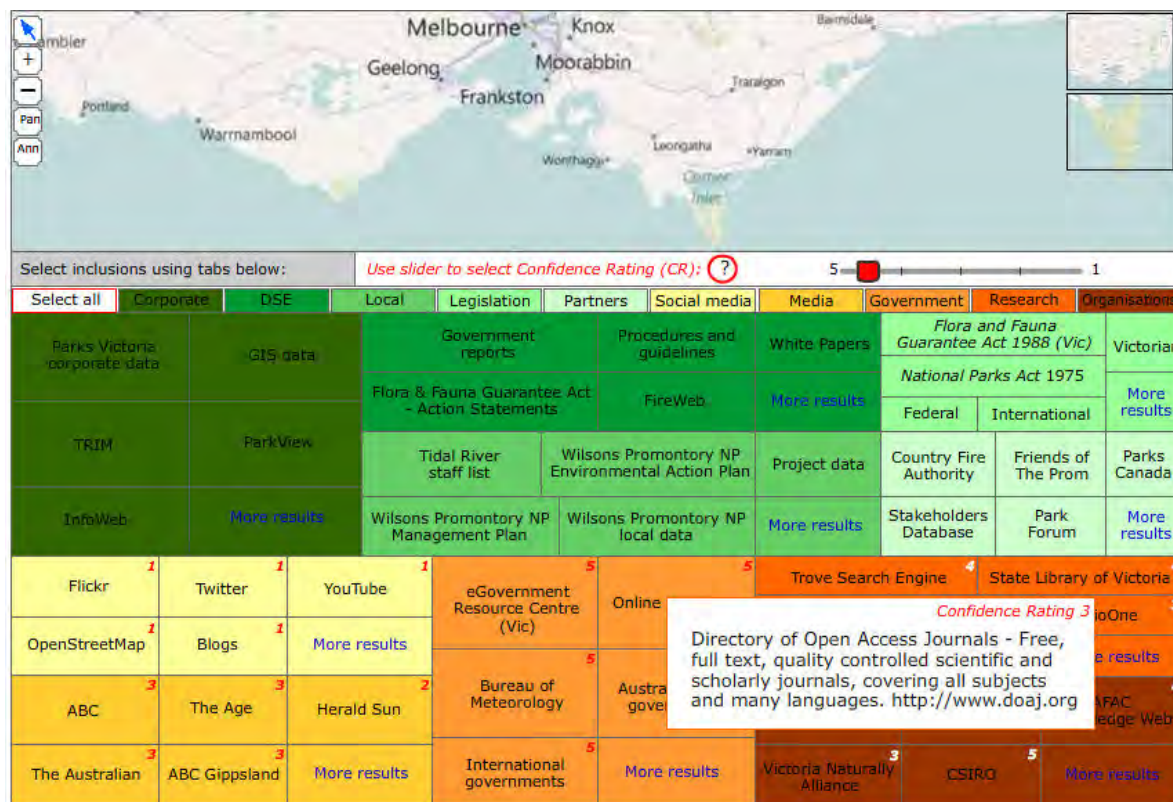 Melbourne
Knox
Bairnsdale
ambler
+
Geelong
Moorabbin
−
Frankston
Traralgon
Portland
Pan
Warrnambool
Ann
Leongatha
Yarram
Wonthaggi
Corner
Inlet
Select inclusions using tabs below:
Use slider to select Confidence Rating (CR): ?
5
1
Select all
Corporate
DSE
Local
Legislation
Partners
Social media
Media
Government
Research
Organisations
Parks Victoria
corporate data
GIS data
Government
reports
Procedures and
guidelines
White Papers
Flora and Fauna
Guarantee Act 1988 (Vic)
Victorian
National Parks Act 1975
Flora & Fauna Guarantee Act
- Action Statements
FireWeb
More results
More
results
Federal
International
TRIM
ParkView
Tidal River
staff list
Wilsons Promontory NP
Environmental Action Plan
Project data
Country Fire
Authority
Friends of
The Prom
Parks
Canada
InfoWeb
More results
Wilsons Promontory NP
Management Plan
Wilsons Promontory NP
local data
More results
Stakeholders
Database
Park
Forum
More
results
Flickr
1
Twitter
1
YouTube
1
eGovernment
Resource Centre
(Vic)
5
Online
5
Trove Search Engine
4
State Library of Victoria
OpenStreetMap
1
Blogs
1
More results
Confidence Rating 3
Directory of Open Access Journals - Free,
full text, quality controlled scientific and
scholarly journals, covering all subjects
and many languages. http://www.doaj.org
ioOne
e results
ABC
3
The Age
3
Herald Sun
2
Bureau of
Meteorology
5
Austra
gover
AFAC
edge Web
The Australian
3
ABC Gippsland
3
More results
International
governments
5
More results
Victoria Naturally
Alliance
3
CSIRO
5
More results